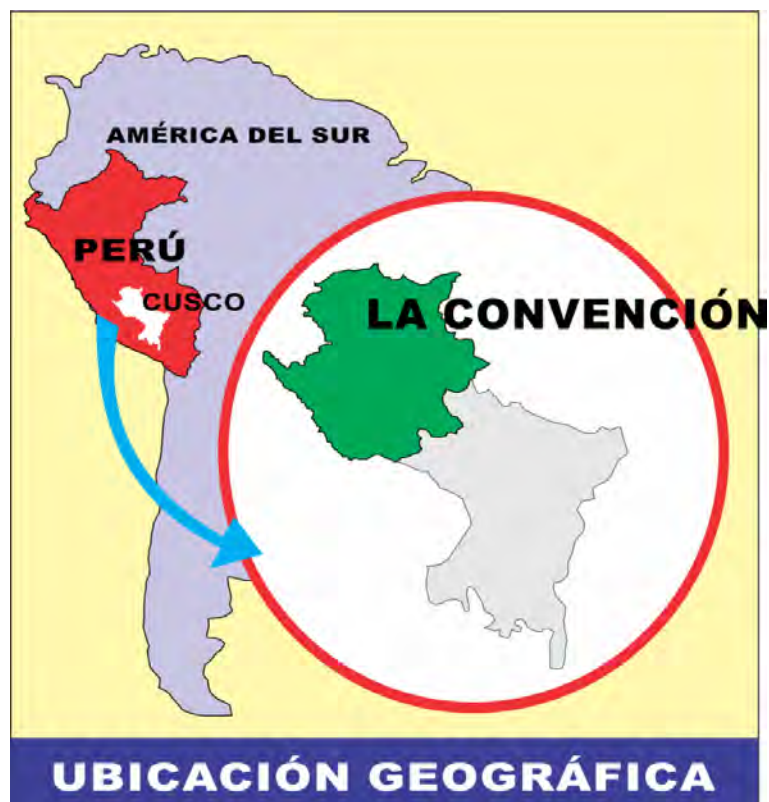 AMÉRICA DEL SUR
PERÚ
CUSCO
LA CONVENCIÓN
UBICACIÓN GEOGRÁFICA